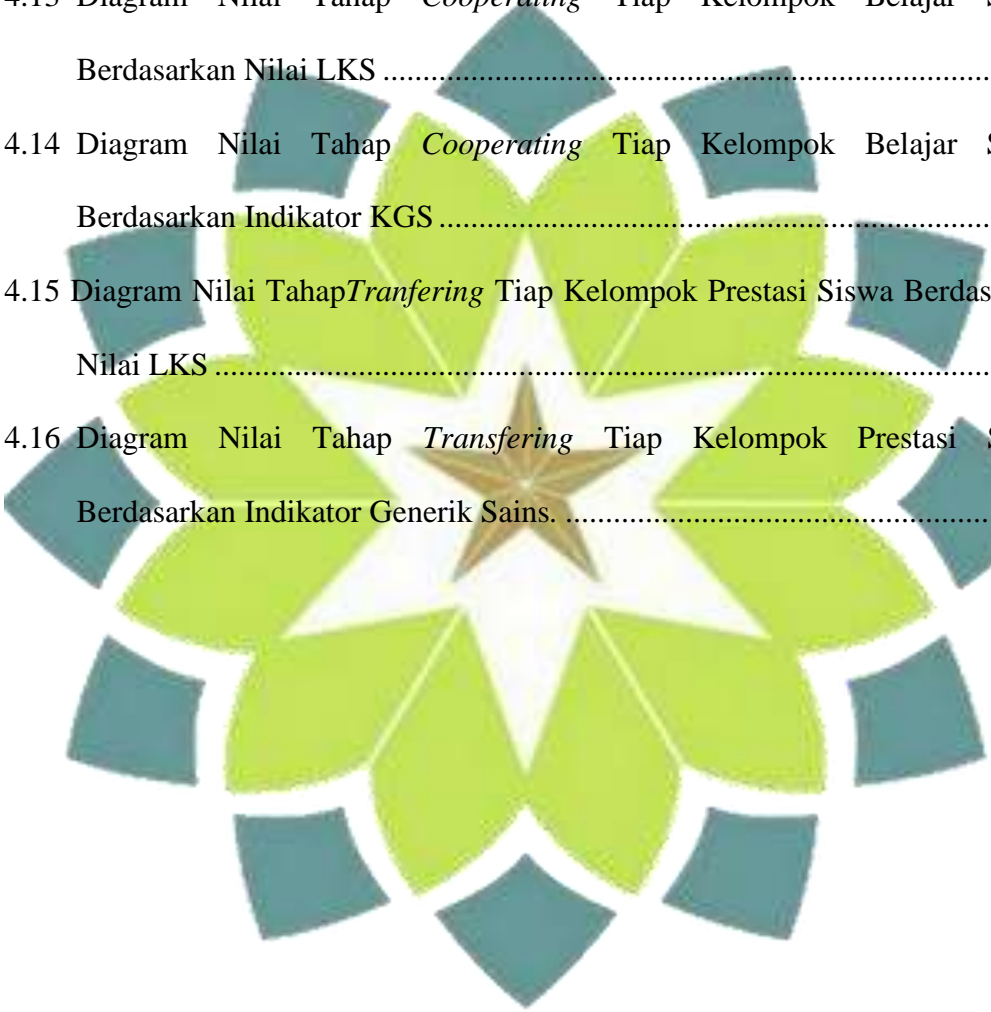 4.13 Diagram Nilai Tahap Cooperating Tiap Kelompok Belajar
Berdasarkan Nilai LKS ....................................................................
4.14 Diagram Nilai Tahap Cooperating Tiap Kelompok Belajar
Berdasarkan Indikator KGS ....................................................................
4.15 Diagram Nilai TahapTranfering Tiap Kelompok Prestasi Siswa
Nilai LKS ....................................................................
4.16 Diagram Nilai Tahap Transfering Tiap Kelompok Prestasi
Berdasarkan Indikator Generik Sains. ....................................................................